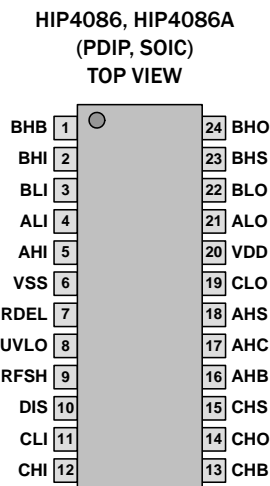 HIP4086, HIP4086A
(PDIP, SOIC)
TOP VIEW
BHB 1 24 BHO
BHI 2 23 BHS
BLI 3 22 BLO
ALI 4 21 ALO
AHI 5 20 VDD
VSS 6 19 CLO
RDEL 7 18 AHS
UVLO 8 17 AHC
RFSH 9 16 AHB
DIS 10 15 CHS
CLI 11 14 CHO
CHI 12 13 CHB